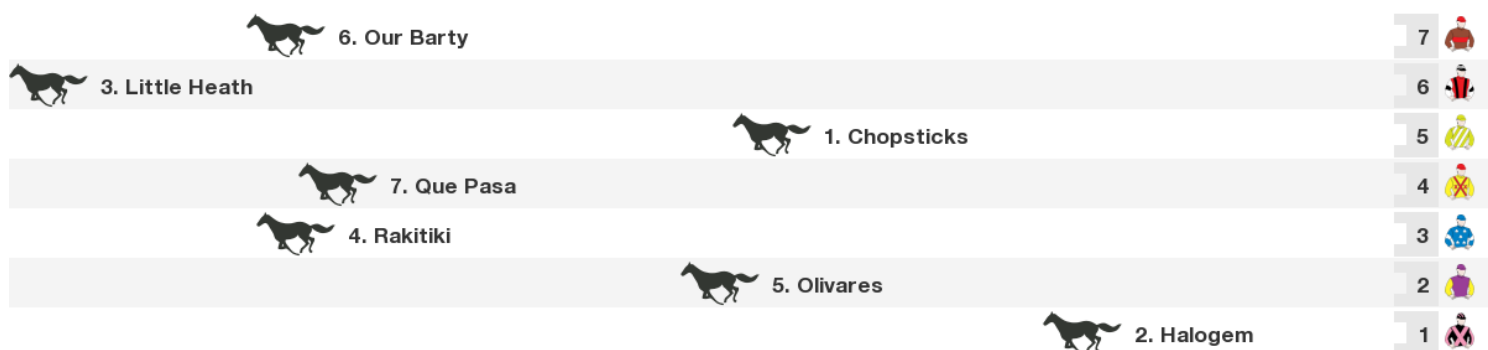 6. Our Barty 7
3. Little Heath 6
1. Chopsticks 5
7. Que Pasa 4
4. Rakitiki 3
5. Olivares 2
2. Halogem 1